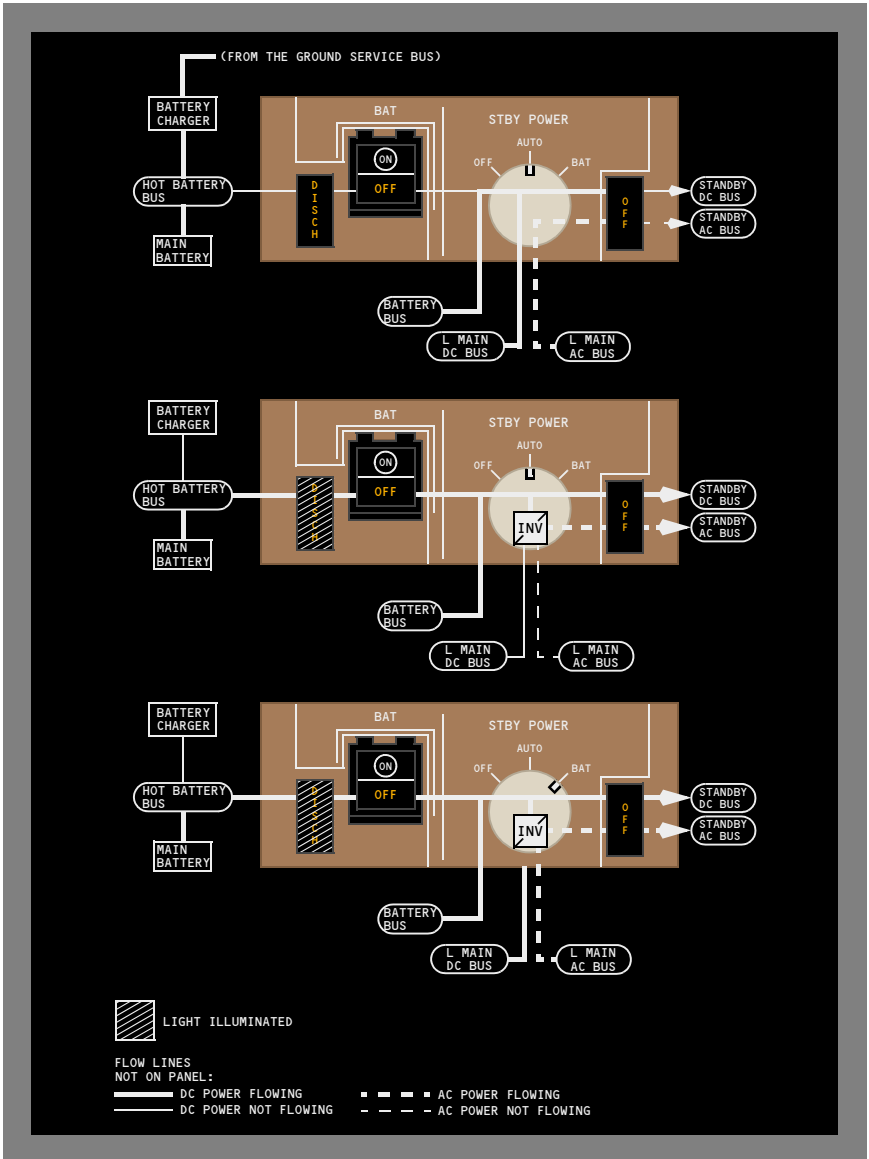 (FROM THE GROUND SERVICE BUS)
BATTERY
CHARGER
BAT
STBY POWER
AUTO
OFF
BAT
ON
OFF
DISCH
OFF
HOT BATTERY
BUS
STANDBY
DC BUS
STANDBY
AC BUS
MAIN
BATTERY
BATTERY
BUS
L MAIN
DC BUS
L MAIN
AC BUS
BATTERY
CHARGER
BAT
STBY POWER
AUTO
OFF
BAT
ON
OFF
DISCH
OFF
HOT BATTERY
BUS
STANDBY
DC BUS
INV
STANDBY
AC BUS
MAIN
BATTERY
BATTERY
BUS
L MAIN
DC BUS
L MAIN
AC BUS
BATTERY
CHARGER
BAT
STBY POWER
AUTO
OFF
BAT
ON
OFF
DISCH
OFF
HOT BATTERY
BUS
STANDBY
DC BUS
INV
STANDBY
AC BUS
MAIN
BATTERY
BATTERY
BUS
L MAIN
DC BUS
L MAIN
AC BUS
LIGHT ILLUMINATED
FLOW LINES
NOT ON PANEL:
DC POWER FLOWING
AC POWER FLOWING
DC POWER NOT FLOWING
AC POWER NOT FLOWING